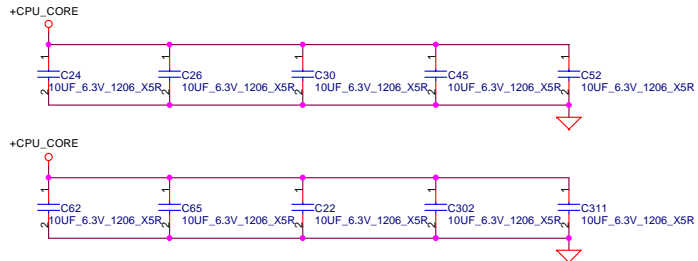 +CPU_CORE
1 1 1 1 1
C24 C26 C30 C45 C52
10UF_6.3V_1206_X5R 10UF_6.3V_1206_X5R 10UF_6.3V_1206_X5R 10UF_6.3V_1206_X5R 10UF_6.3V_1206_X5R
2 2 2 2 2
+CPU_CORE
1 1 1 1 1
C62 C65 C22 C302 C311
10UF_6.3V_1206_X5R 10UF_6.3V_1206_X5R 10UF_6.3V_1206_X5R 10UF_6.3V_1206_X5R 10UF_6.3V_1206_X5R
2 2 2 2 2